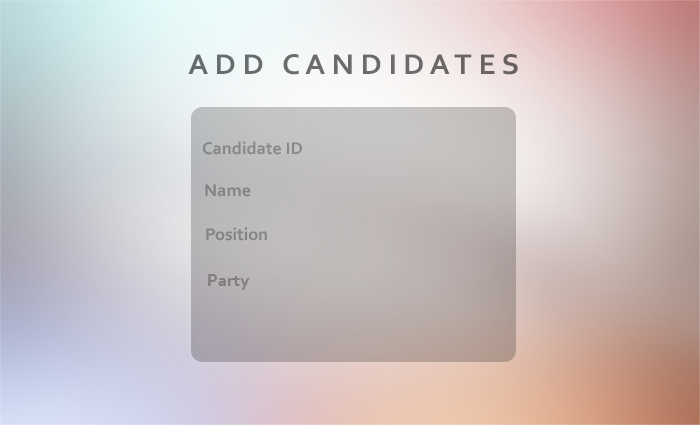 ADD CANDIDATES
Candidate ID
Name
Position
Party